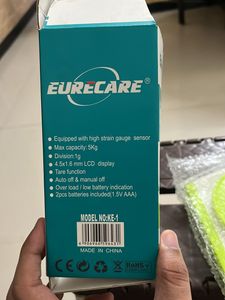 EURECARE
Equipped with high strain gauge sensor
Max capacity: 5Kg
Division:1g
4.5x1.6 mm LCD display
Tare function
Auto off & manual off
Over load / low battery indication
2pcs batteries included(1.5V AAA)
MODEL NO:KE-1
CE
RoHS
MADE IN CHINA